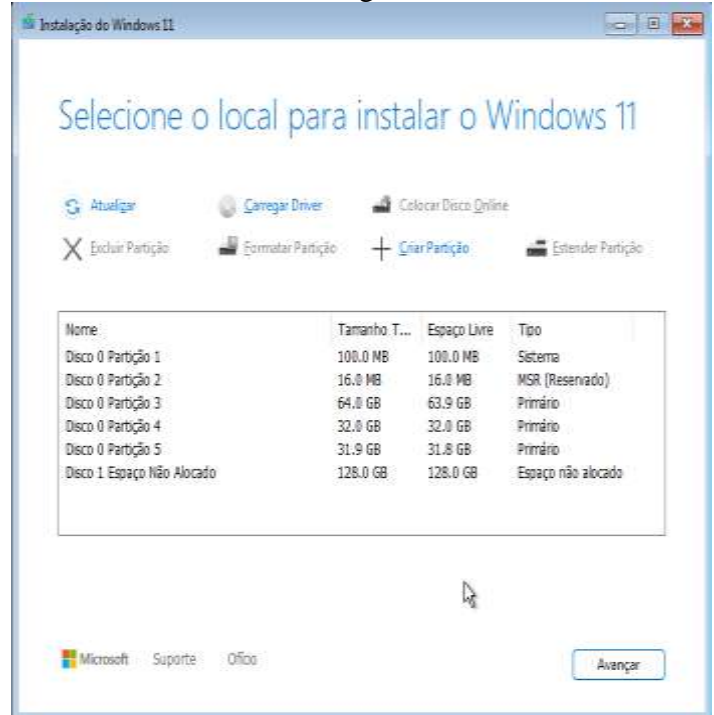 Instalação do Windows 11
Selecione o local para instalar o Windows 11
Atualizar Carregar Driver Colocar Disco Online
Excluir Partição Formatar Partição Criar Partição Estender Partição
Nome Tamanho T... Espaço Livre Tipo
Disco 0 Partição 1 100.0 MB 100.0 MB Sistema
Disco 0 Partição 2 16.0 MB 16.0 MB MSR (Reservado)
Disco 0 Partição 3 64.0 GB 63.9 GB Primário
Disco 0 Partição 4 32.0 GB 32.0 GB Primário
Disco 0 Partição 5 31.9 GB 31.8 GB Primário
Disco 1 Espaço Não Alocado 128.0 GB 128.0 GB Espaço não alocado
Microsoft Suporte Avançar